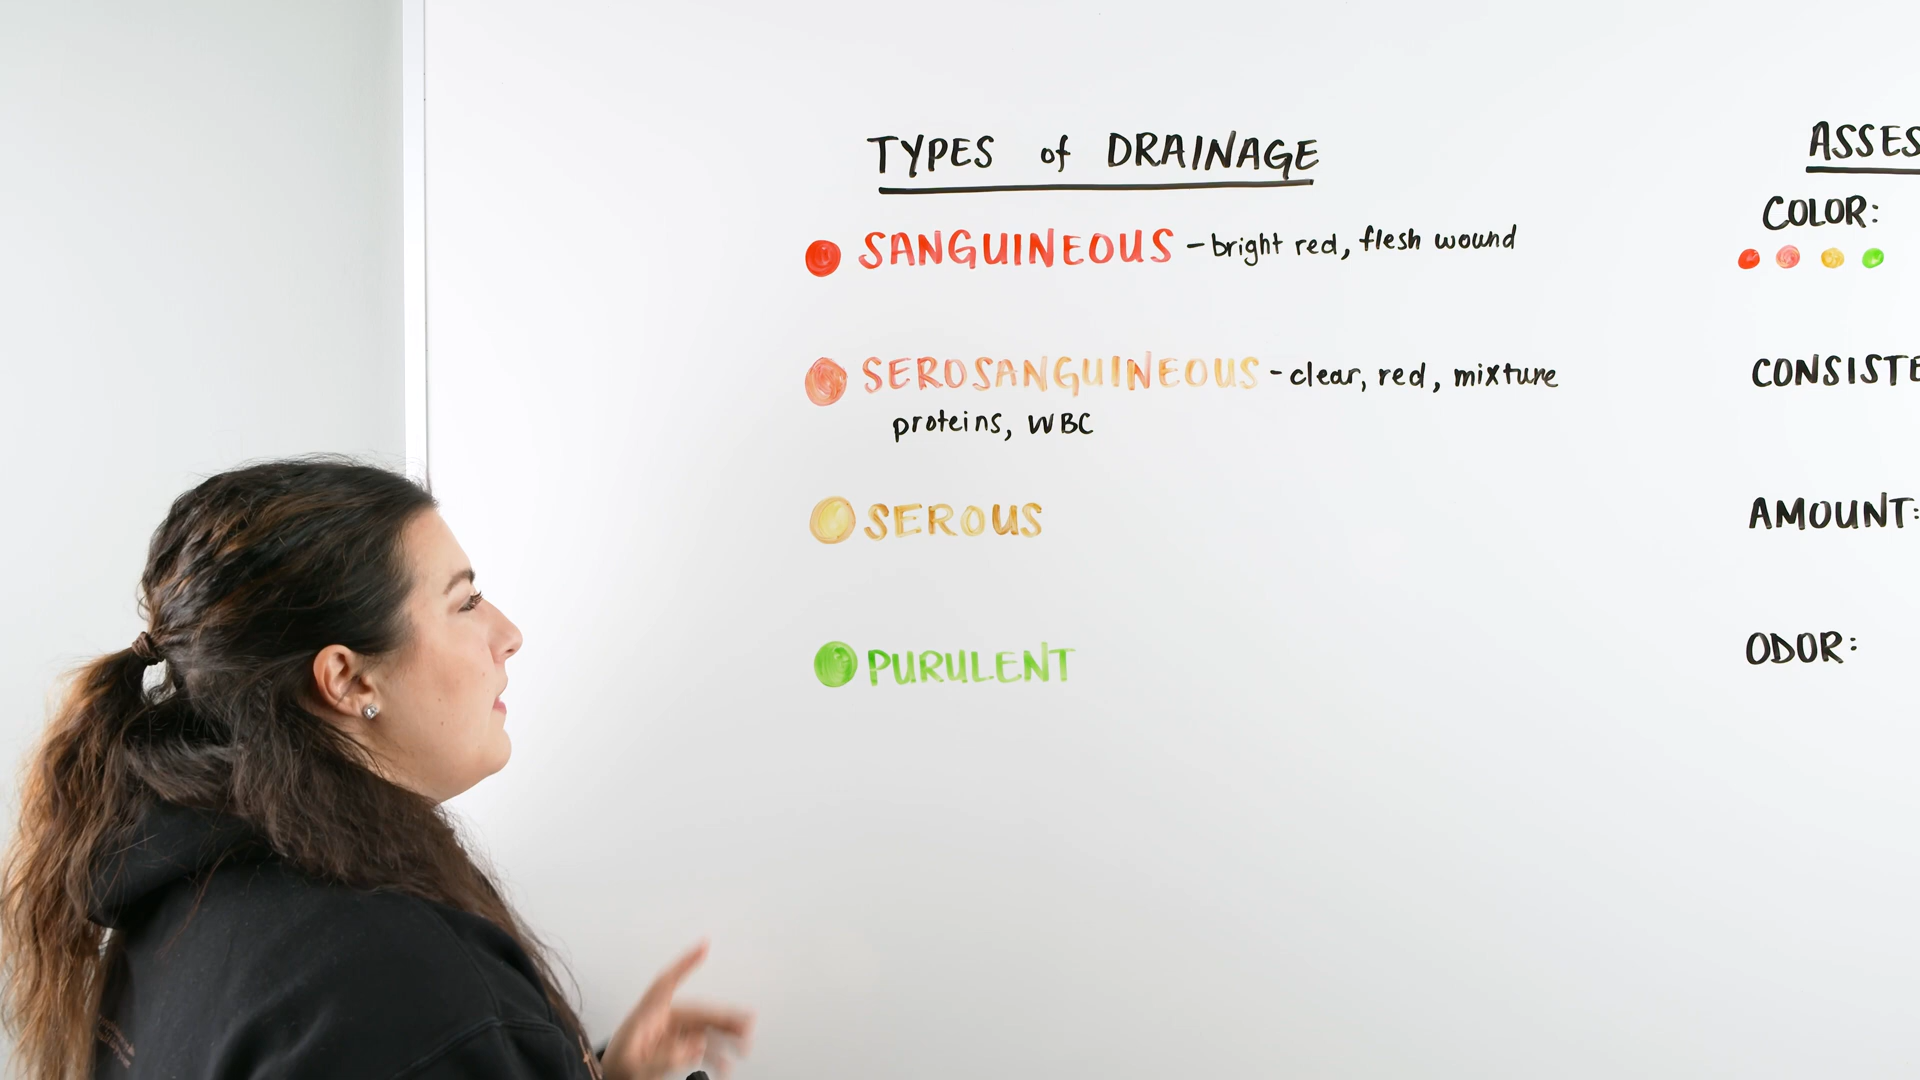 TYPES of DRAINAGE
SANGUINEOUS - bright red, flesh wound
SEROSANGUINEOUS - clear, red, mixture
proteins, WBC
SEROUS
PURULENT
ASSES
COLOR:
CONSISTE
AMOUNT:
ODOR: